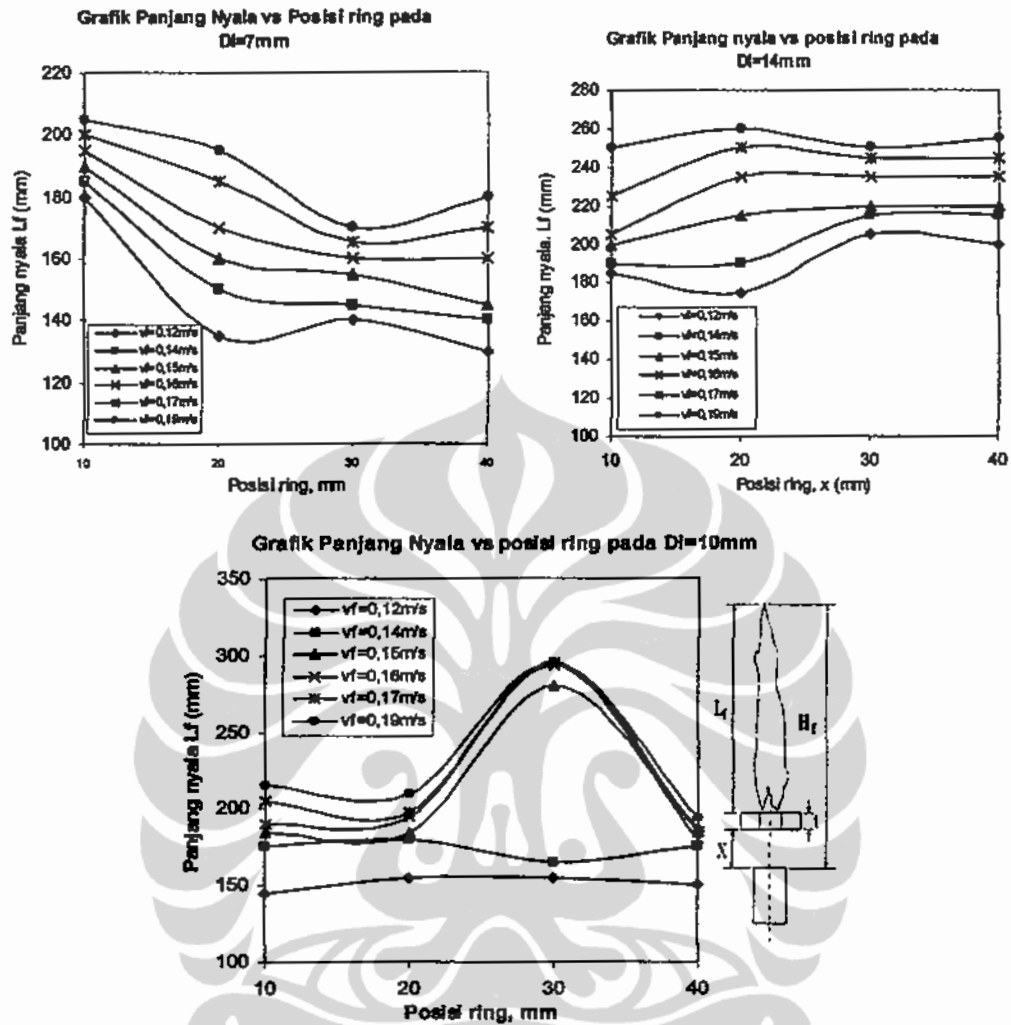 Grafik Panjang Nyala vs Posisi ring pada
Di=7mm
Panjang nyala Lf (mm)
220
200
180
160
140
120
100
vf=0,12m/s
vf=0,14m/s
vf=0,15m/s
vf=0,16m/s
vf=0,17m/s
vf=0,19m/s
10
20
30
40
Posisi ring, mm
Grafik Panjang nyala vs posisi ring pada
Di=14mm
Panjang nyala, Lf (mm)
280
260
240
220
200
180
160
140
120
100
vf=0,12m/s
vf=0,14m/s
vf=0,15m/s
vf=0,16m/s
vf=0,17m/s
vf=0,19m/s
10
20
30
40
Posisi ring, x (mm)
Grafik Panjang Nyala vs posisi ring pada Di=10mm
Panjang nyala Lf (mm)
350
300
250
200
150
100
vf=0,12m/s
vf=0,14m/s
vf=0,15m/s
vf=0,16m/s
vf=0,17m/s
vf=0,19m/s
10
20
30
40
Posisi ring, mm
Lf
Hf
t
X